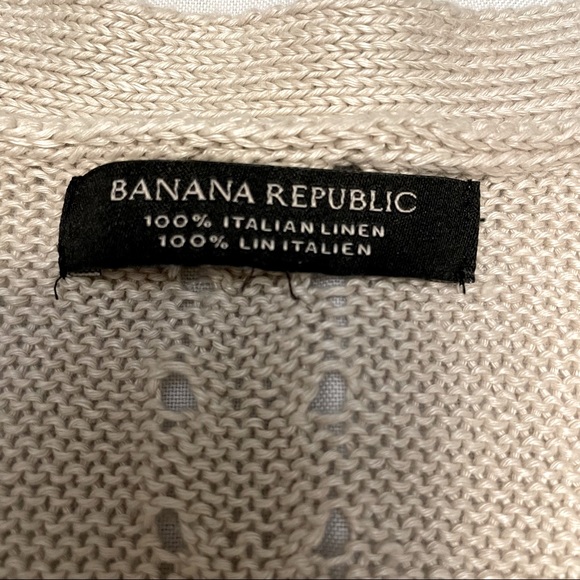 BANANA REPUBLIC
100% ITALIAN LINEN
100% LIN ITALIEN